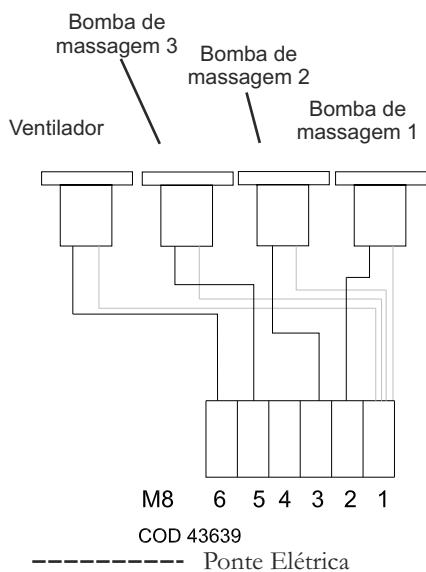 Bomba de
massagem 3
Bomba de
massagem 2
Bomba de
massagem 1
Ventilador
M8 6 5 4 3 2 1
COD 43639
Ponte Elétrica